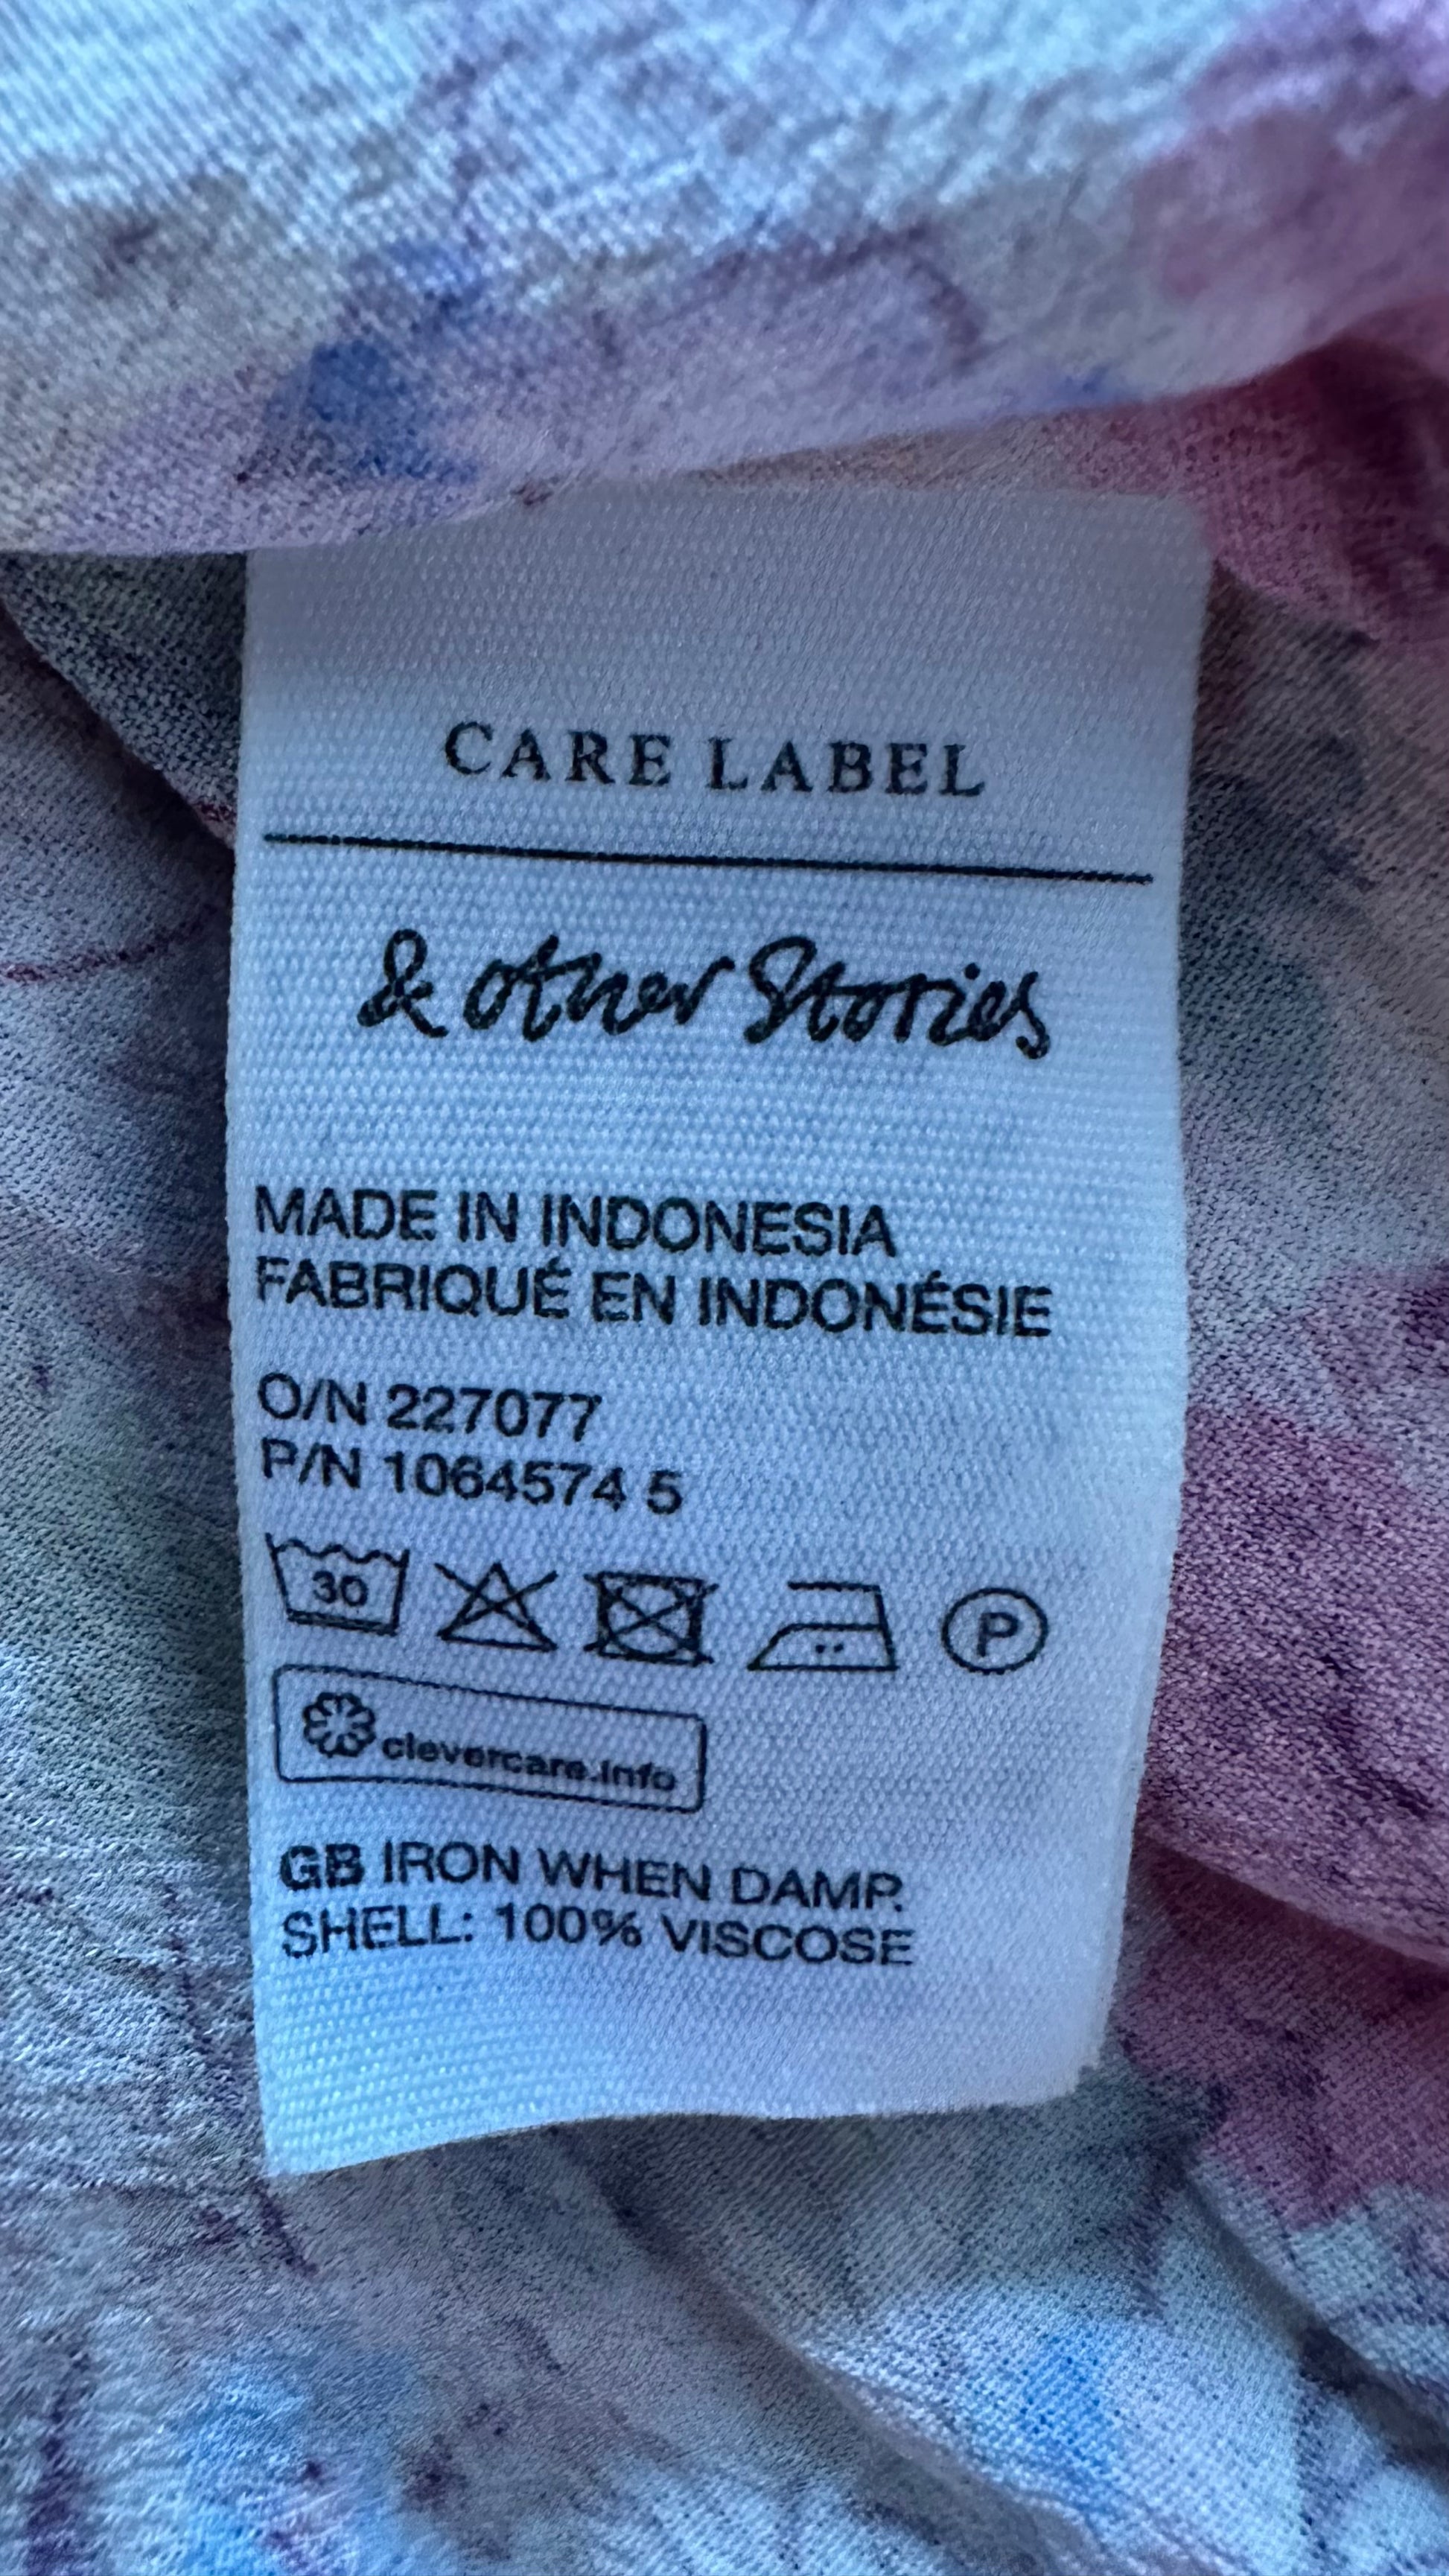 CARE LABEL
& other Stories
MADE IN INDONESIA
FABRIQUÉ EN INDONÉSIE
O/N 227077
P/N 1064574 5
30
P
clevercare.info
GB IRON WHEN DAMP.
SHELL: 100% VISCOSE